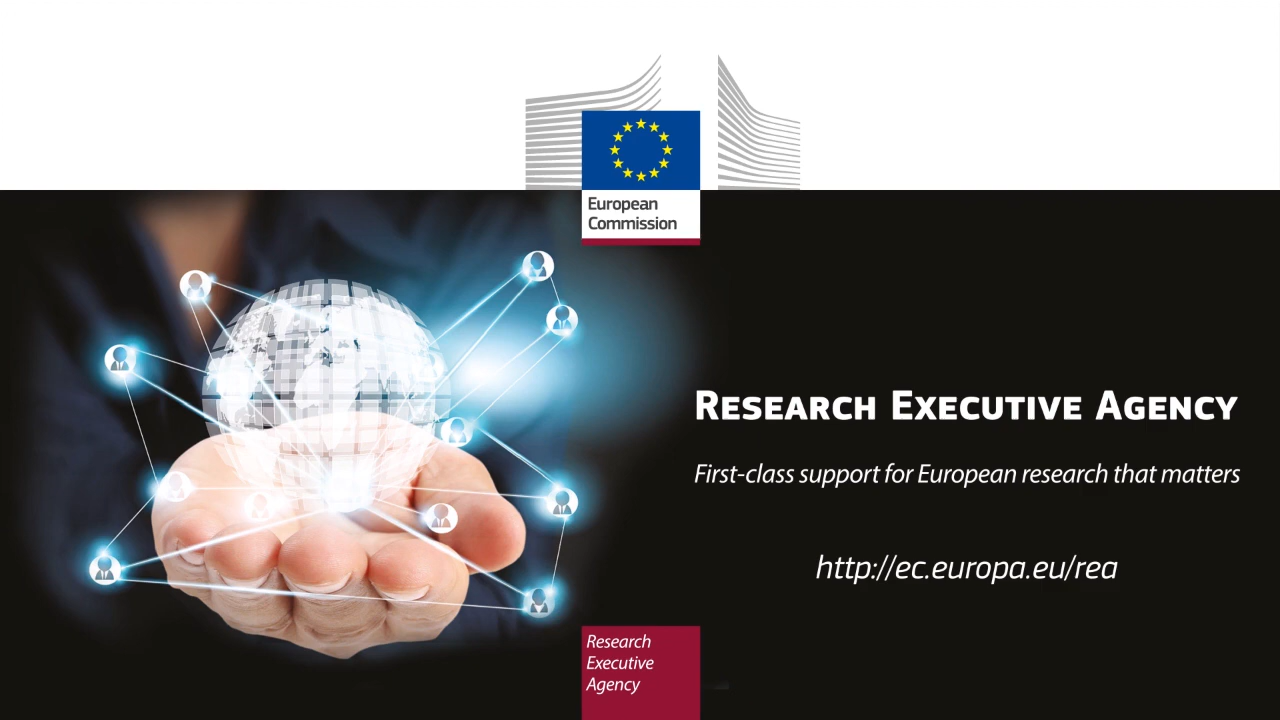 European
Commission
RESEARCH EXECUTIVE AGENCY
First-class support for European research that matters
http://ec.europa.eu/rea
Research
Executive
Agency